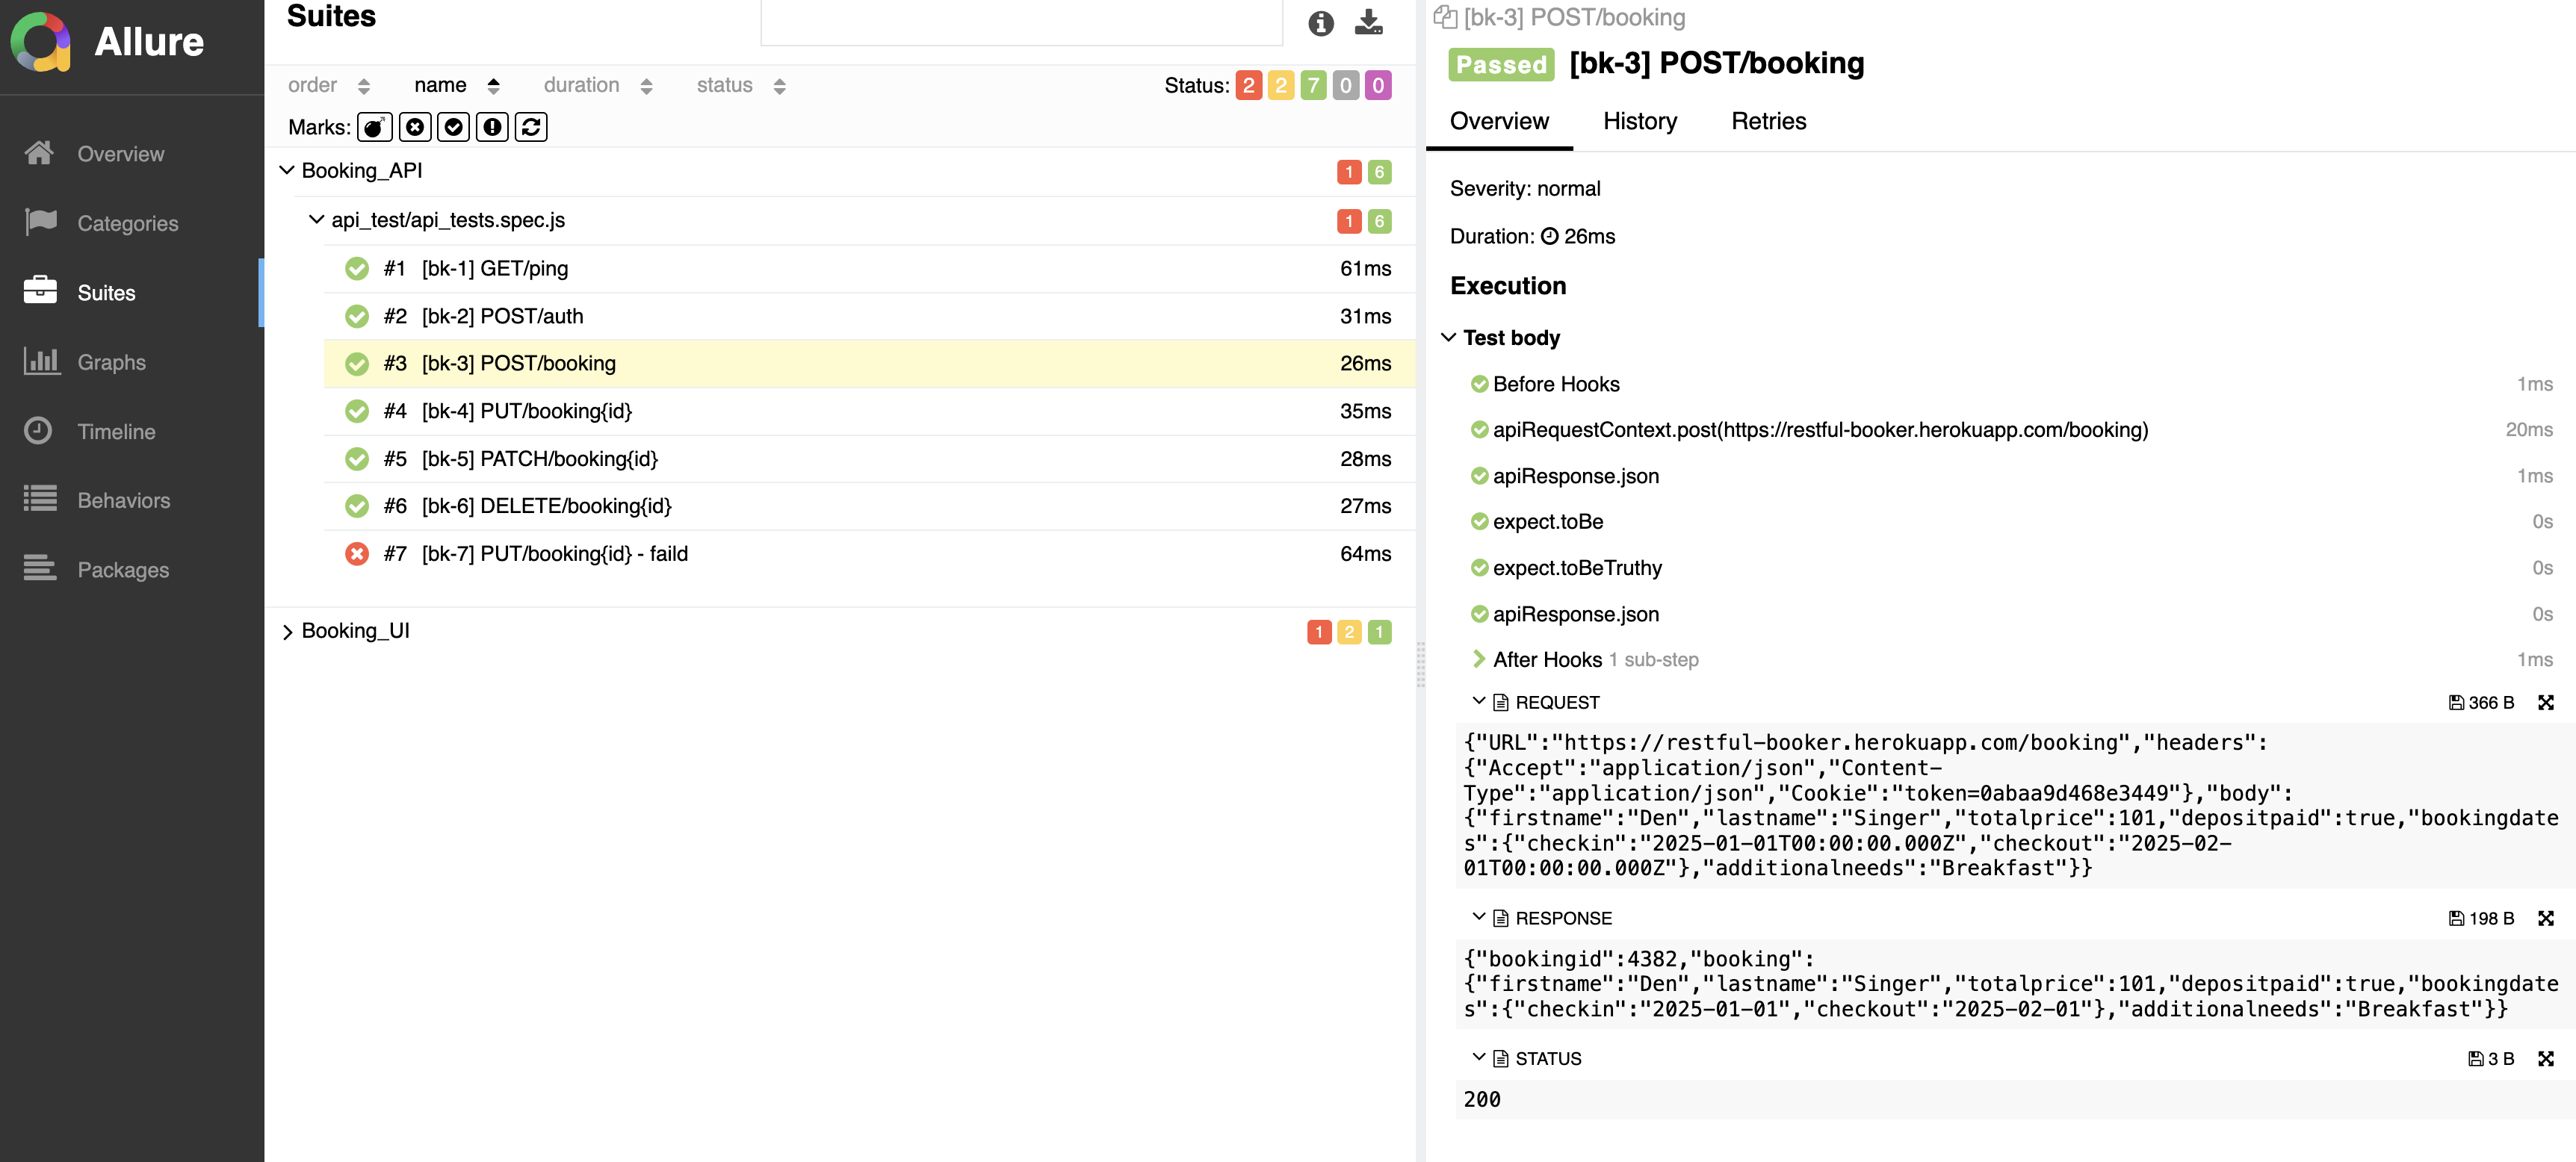 Allure
Overview
Categories
Suites
Graphs
Timeline
Behaviors
Packages
Suites
order name duration status
Status: 2 2 7 0 0
Marks:
Booking_API 1 6
api_test/api_tests.spec.js 1 6
#1 [bk-1] GET/ping 61ms
#2 [bk-2] POST/auth 31ms
#3 [bk-3] POST/booking 26ms
#4 [bk-4] PUT/booking{id} 35ms
#5 [bk-5] PATCH/booking{id} 28ms
#6 [bk-6] DELETE/booking{id} 27ms
#7 [bk-7] PUT/booking{id} - faild 64ms
Booking_UI 1 2 1
[bk-3] POST/booking
Passed [bk-3] POST/booking
Overview History Retries
Severity: normal
Duration: 26ms
Execution
Test body
Before Hooks 1ms
apiRequestContext.post(https://restful-booker.herokuapp.com/booking) 20ms
apiResponse.json 1ms
expect.toBe 0s
expect.toBeTruthy 0s
apiResponse.json 0s
After Hooks 1 sub-step 1ms
REQUEST 366 B
{"URL":"https://restful-booker.herokuapp.com/booking","headers":
{"Accept":"application/json","Content-
Type":"application/json","Cookie":"token=0abaa9d468e3449"},"body":
{"firstname":"Den","lastname":"Singer","totalprice":101,"depositpaid":true,"bookingdate
s":{"checkin":"2025-01-01T00:00:00.000Z","checkout":"2025-02-
01T00:00:00.000Z"},"additionalneeds":"Breakfast"}}
RESPONSE 198 B
{"bookingid":4382,"booking":
{"firstname":"Den","lastname":"Singer","totalprice":101,"depositpaid":true,"bookingdate
s":{"checkin":"2025-01-01","checkout":"2025-02-01"},"additionalneeds":"Breakfast"}}
STATUS 3 B
200